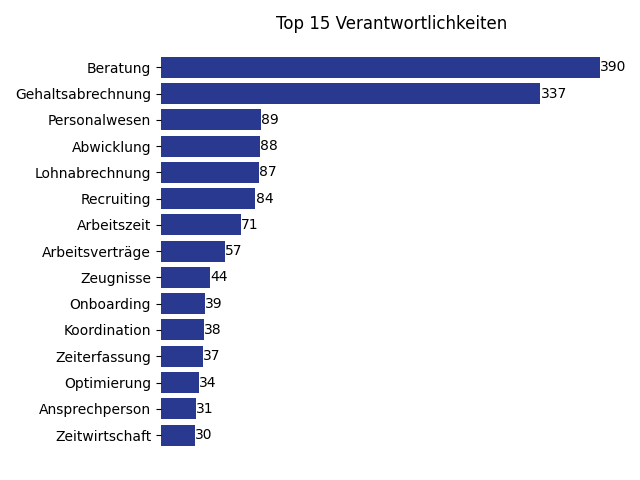 Top 15 Verantwortlichkeiten
Beratung 390
Gehaltsabrechnung 337
Personalwesen 89
Abwicklung 88
Lohnabrechnung 87
Recruiting 84
Arbeitszeit 71
Arbeitsverträge 57
Zeugnisse 44
Onboarding 39
Koordination 38
Zeiterfassung 37
Optimierung 34
Ansprechperson 31
Zeitwirtschaft 30